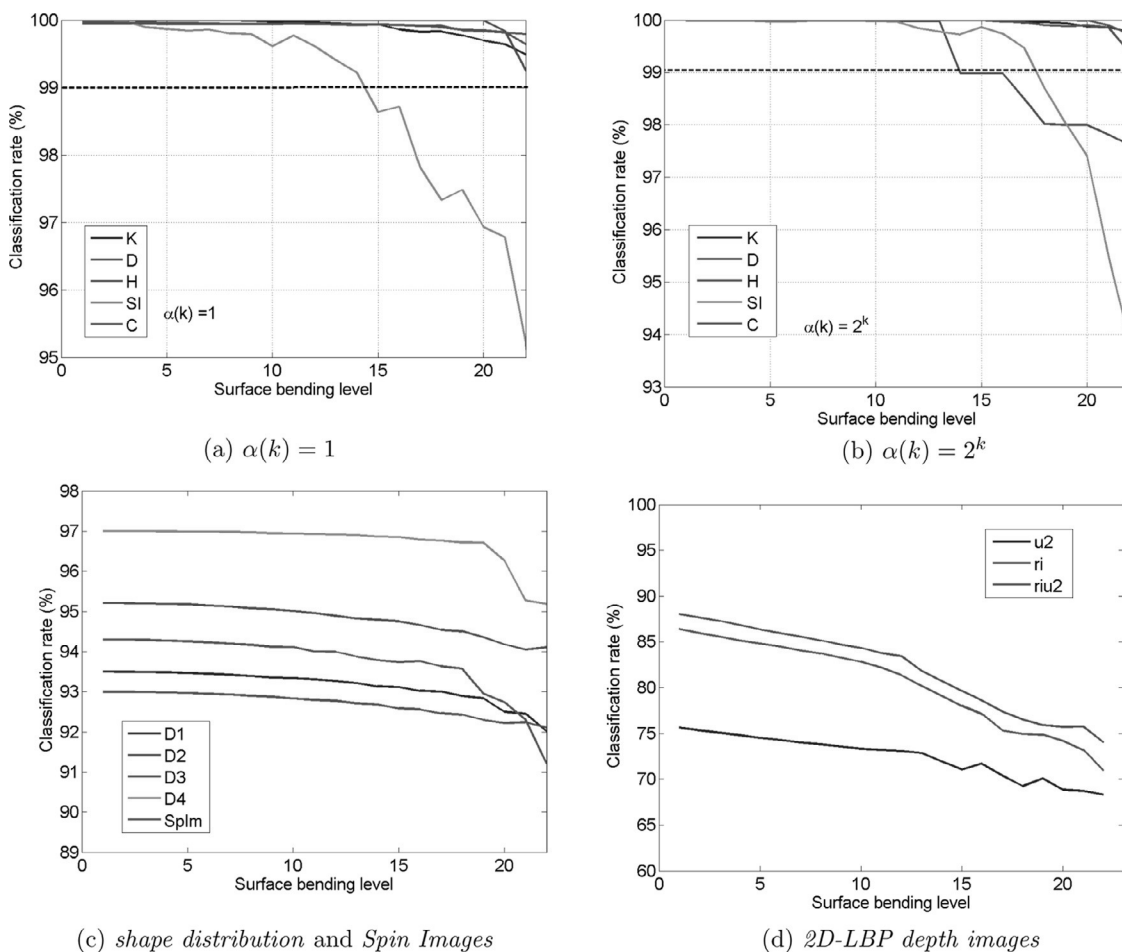 100
99
98
97
96
95
Classification rate (%)
K
D
H
SI
C
α(k) =1
0 5 10 15 20
Surface bending level
(a) α(k) = 1
100
99
98
97
96
95
94
93
Classification rate (%)
K
D
H
SI
C
α(k) = 2^k
0 5 10 15 20
Surface bending level
(b) α(k) = 2^k
98
97
96
95
94
93
92
91
90
89
Classification rate (%)
D1
D2
D3
D4
SpIm
0 5 10 15 20
Surface bending level
(c) shape distribution and Spin Images
100
95
90
85
80
75
70
65
60
Classification rate (%)
u2
ri
riu2
0 5 10 15 20
Surface bending level
(d) 2D-LBP depth images